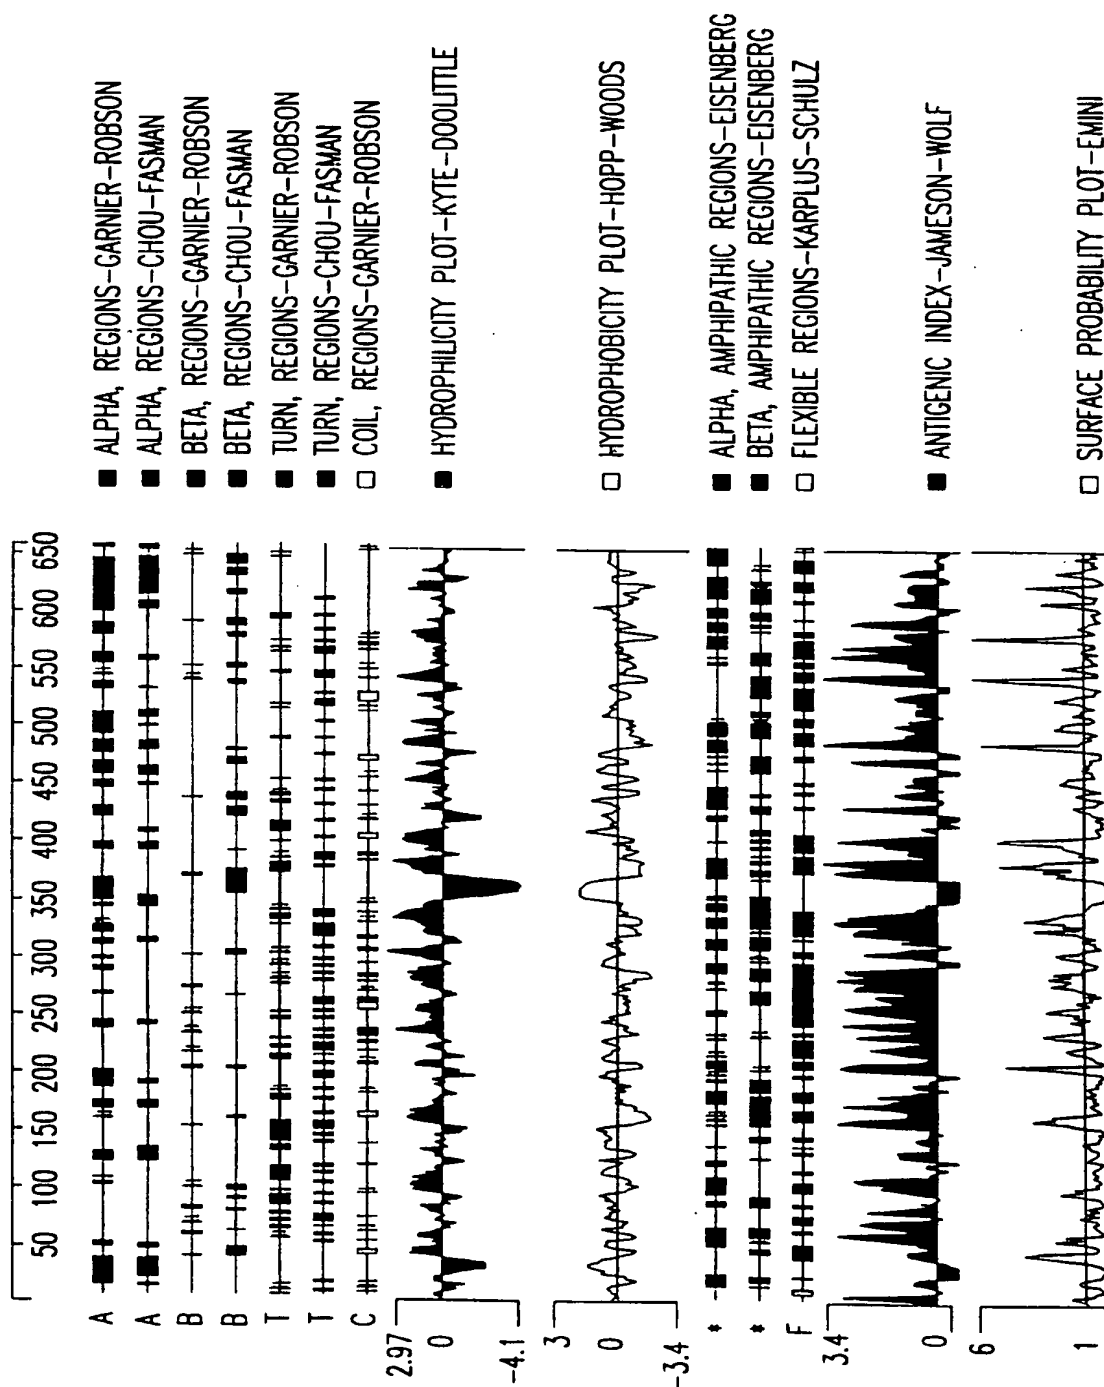 50 100 150 200 250 300 350 400 450 500 550 600 650
A ■ ALPHA, REGIONS-GARNIER-ROBSON
A ■ ALPHA, REGIONS-CHOU-FASMAN
B ■ BETA, REGIONS-GARNIER-ROBSON
B ■ BETA, REGIONS-CHOU-FASMAN
T ■ TURN, REGIONS-GARNIER-ROBSON
T ■ TURN, REGIONS-CHOU-FASMAN
C □ COIL, REGIONS-GARNIER-ROBSON
2.97
0 ■ HYDROPHILICITY PLOT-KYTE-DOOLITTLE
-4.1
3
0 □ HYDROPHOBICITY PLOT-HOPP-WOODS
-3.4
* ■ ALPHA, AMPHIPATHIC REGIONS-EISENBERG
* ■ BETA, AMPHIPATHIC REGIONS-EISENBERG
F □ FLEXIBLE REGIONS-KARPLUS-SCHULZ
3.4
0 ■ ANTIGENIC INDEX-JAMESON-WOLF
6
1 □ SURFACE PROBABILITY PLOT-EMINI